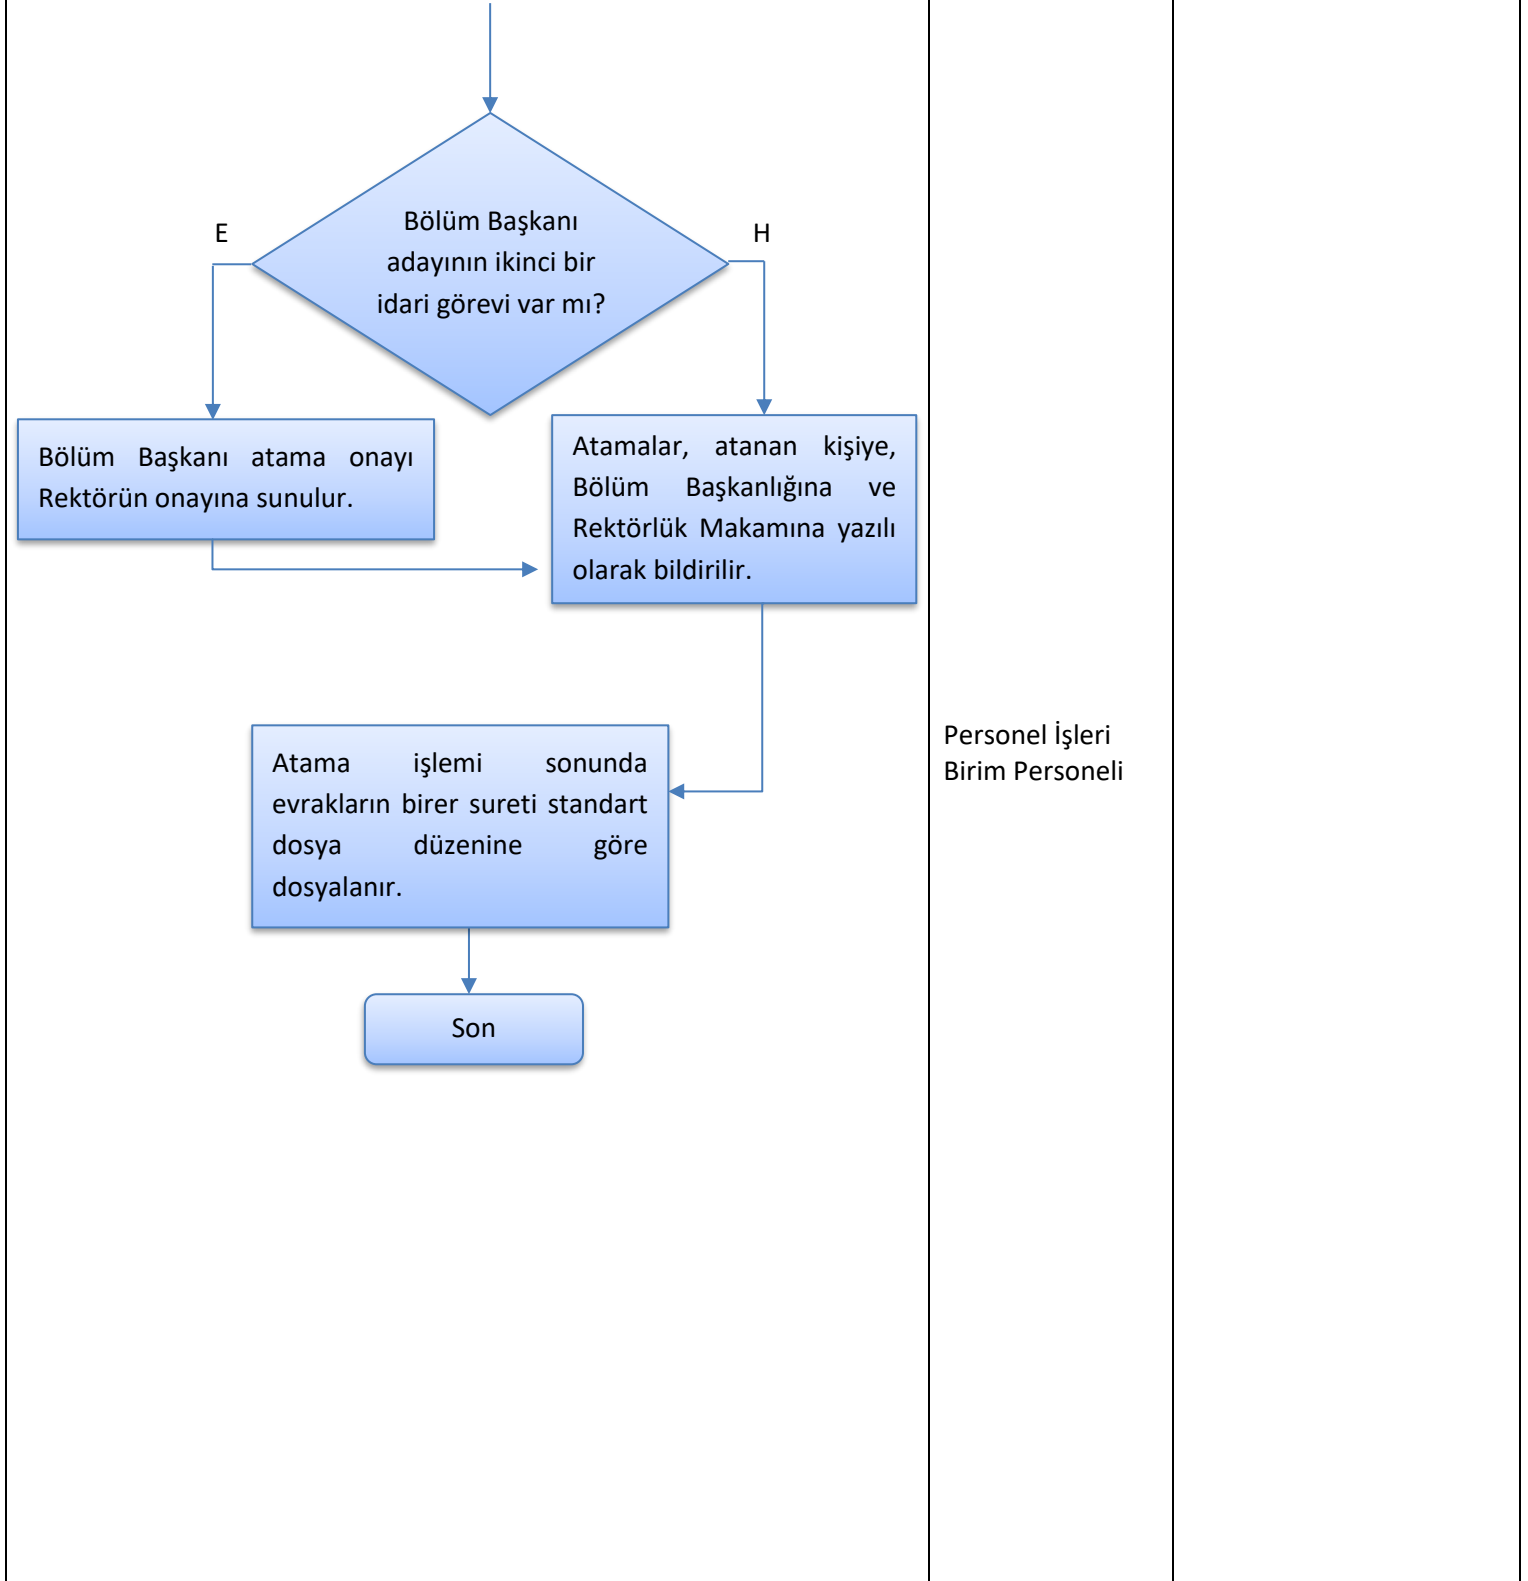 Bölüm Başkanı
adayının ikinci bir
idari görevi var mı?
E
H
Bölüm Başkanı atama onayı
Rektörün onayına sunulur.
Atamalar, atanan kişiye,
Bölüm Başkanlığına ve
Rektörlük Makamına yazılı
olarak bildirilir.
Atama işlemi sonunda
evrakların birer sureti standart
dosya düzenine göre
dosyalanır.
Son
Personel İşleri
Birim Personeli